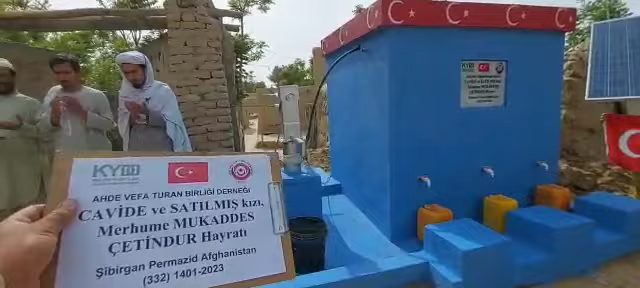 KYBB
AHDE VEFA TURAN BİRLİĞİ DERNEĞİ
CAVİDE ve SATILMIŞ kızı,
Merhume MUKADDES
ÇETİNDUR Hayratı
Şibirgan Permazid Afghanistan
(332) 1401-2023